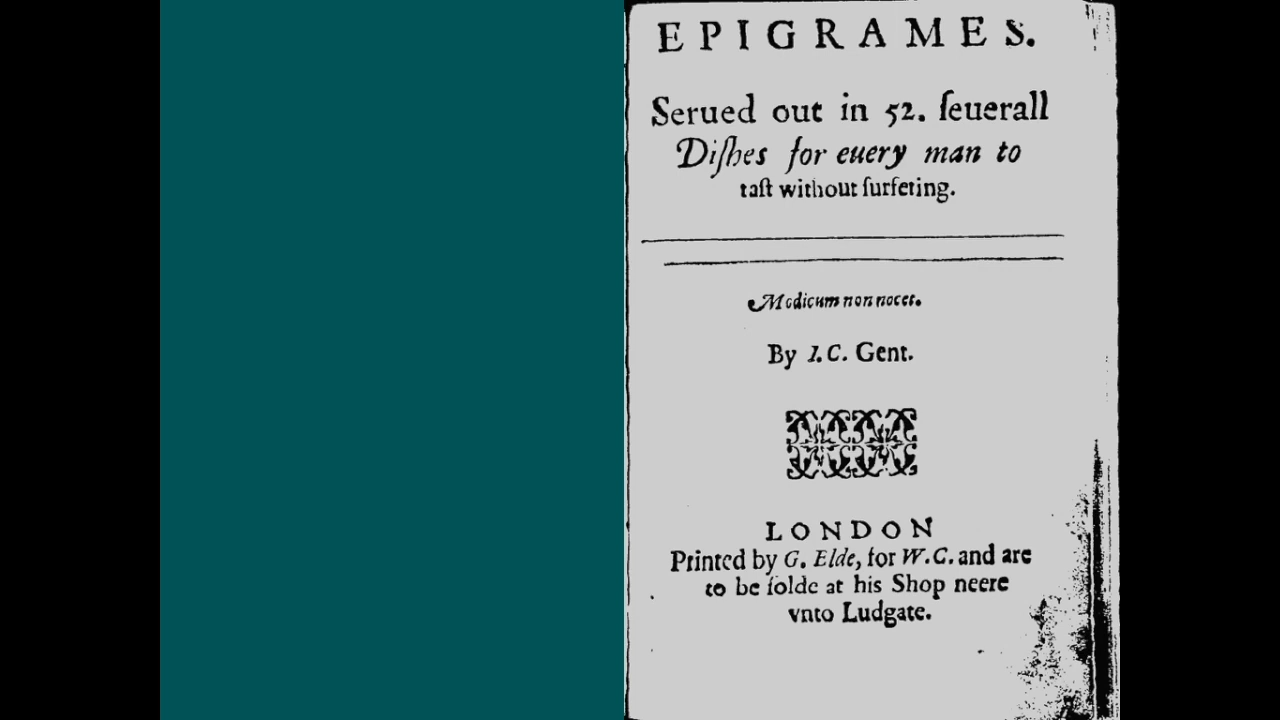 EPIGRAMES.
Serued out in 52. ſeuerall
Diſhes for euery man to
taſt without ſurfeting.
Modicum non nocet.
By I.C. Gent.
LONDON
Printed by G. Elde, for W.C. and are
to be ſolde at his Shop neere
vnto Ludgate.